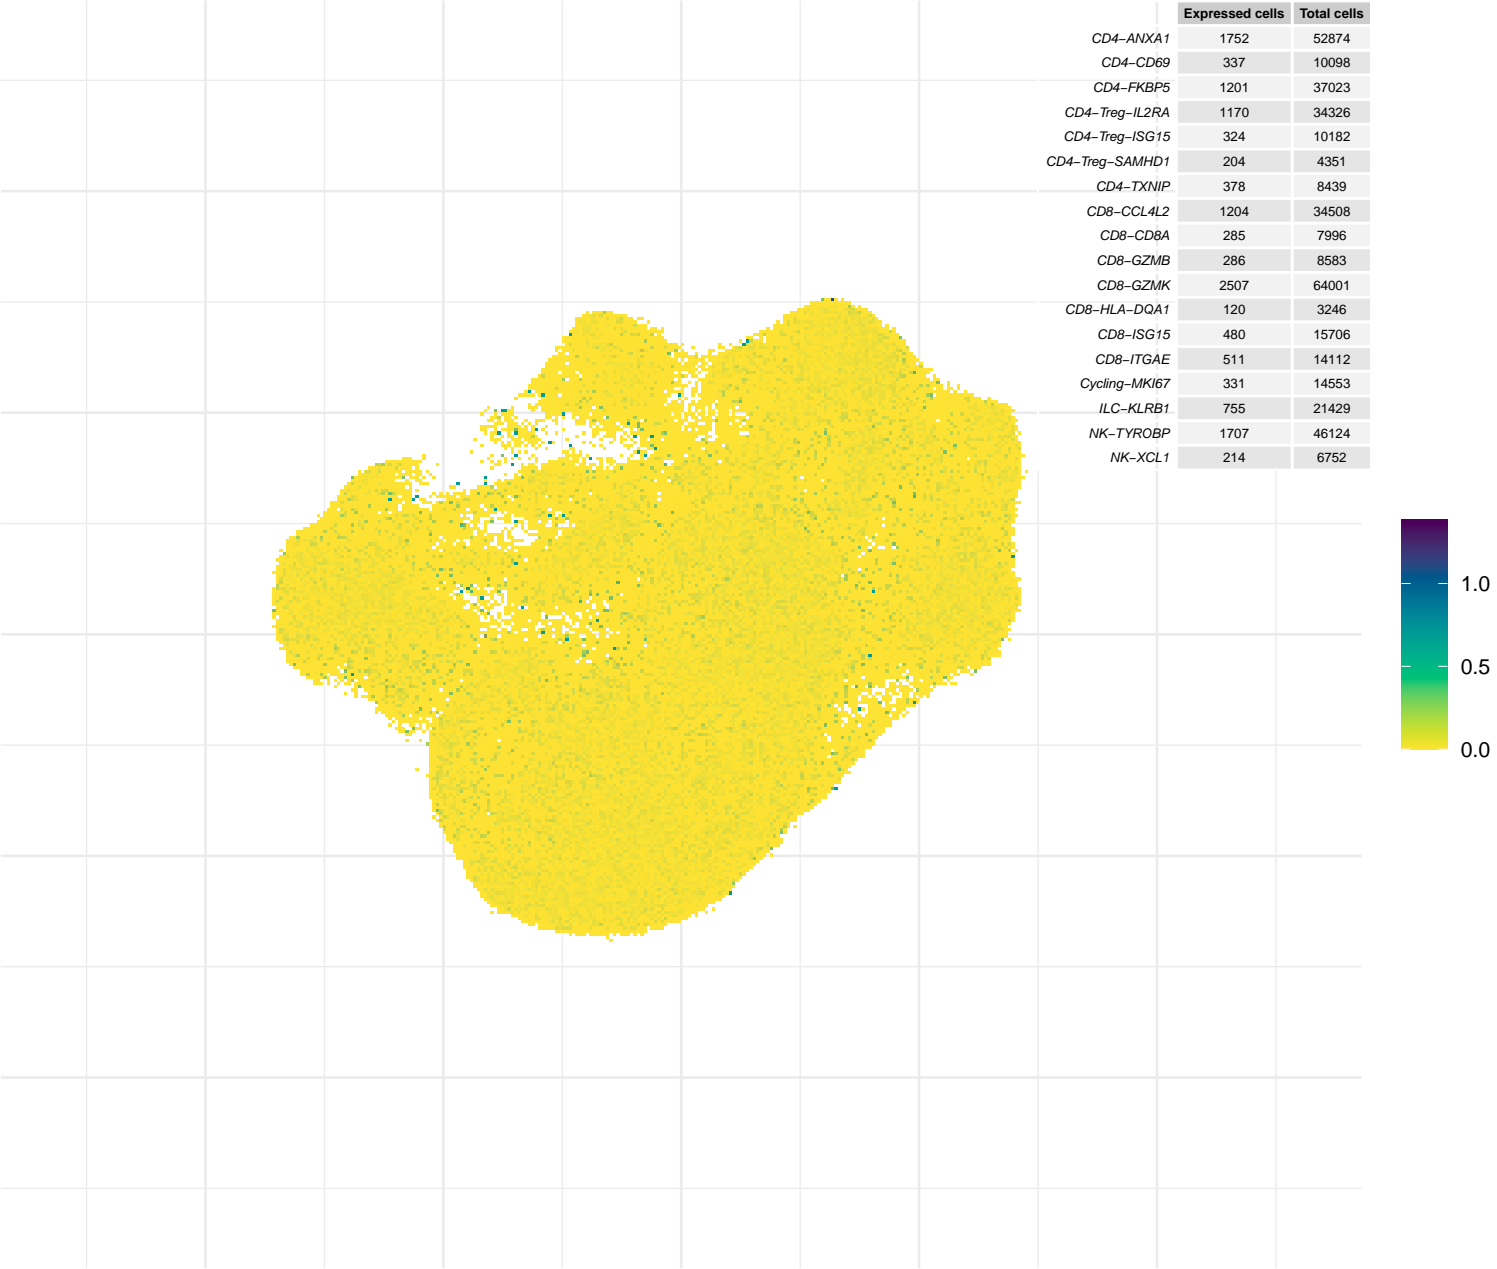 Expressed cells Total cells
CD4−ANXA1 1752 52874
CD4−CD69 337 10098
CD4−FKBP5 1201 37023
CD4−Treg−IL2RA 1170 34326
CD4−Treg−ISG15 324 10182
CD4−Treg−SAMHD1 204 4351
CD4−TXNIP 378 8439
CD8−CCL4L2 1204 34508
CD8−CD8A 285 7996
CD8−GZMB 286 8583
CD8−GZMK 2507 64001
CD8−HLA−DQA1 120 3246
CD8−ISG15 480 15706
CD8−ITGAE 511 14112
Cycling−MKI67 331 14553
ILC−KLRB1 755 21429
NK−TYROBP 1707 46124
NK−XCL1 214 6752
1.0
0.5
0.0